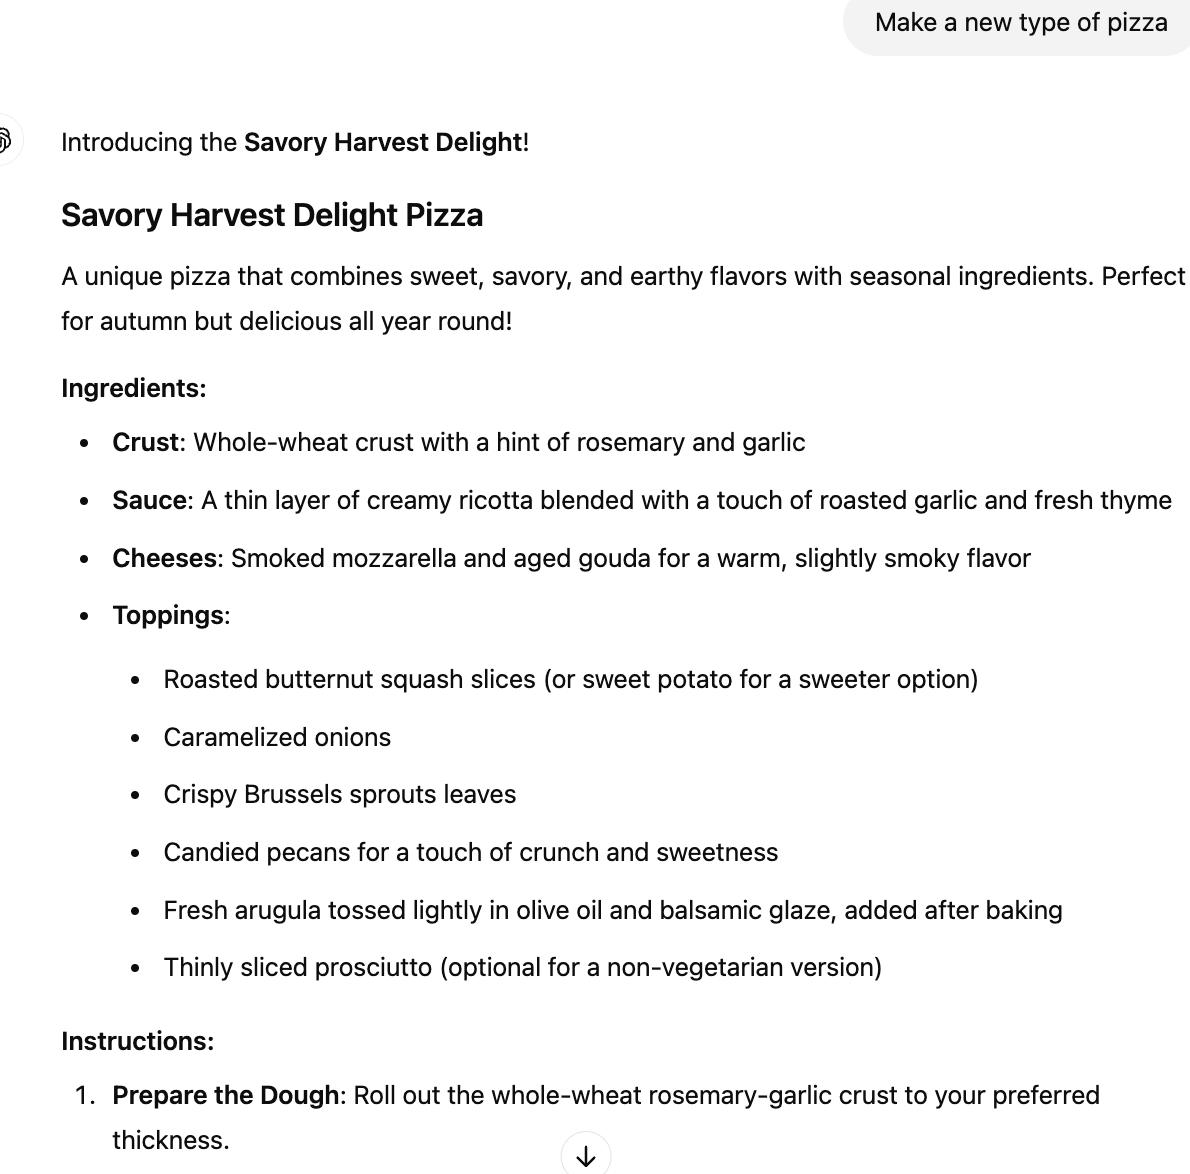 Make a new type of pizza
Introducing the Savory Harvest Delight!
Savory Harvest Delight Pizza
A unique pizza that combines sweet, savory, and earthy flavors with seasonal ingredients. Perfect
for autumn but delicious all year round!
Ingredients:
• Crust: Whole-wheat crust with a hint of rosemary and garlic
• Sauce: A thin layer of creamy ricotta blended with a touch of roasted garlic and fresh thyme
• Cheeses: Smoked mozzarella and aged gouda for a warm, slightly smoky flavor
• Toppings:
• Roasted butternut squash slices (or sweet potato for a sweeter option)
• Caramelized onions
• Crispy Brussels sprouts leaves
• Candied pecans for a touch of crunch and sweetness
• Fresh arugula tossed lightly in olive oil and balsamic glaze, added after baking
• Thinly sliced prosciutto (optional for a non-vegetarian version)
Instructions:
1. Prepare the Dough: Roll out the whole-wheat rosemary-garlic crust to your preferred
thickness.